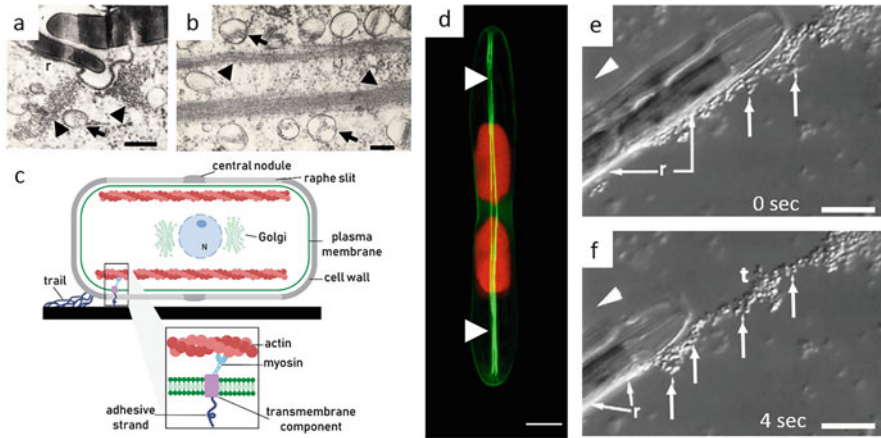 a
r
b
c
central nodule
raphe slit
Golgi
N
plasma
membrane
cell wall
trail
actin
myosin
adhesive
strand
transmembrane
component
d
e
r
0 sec
f
t
r
4 sec